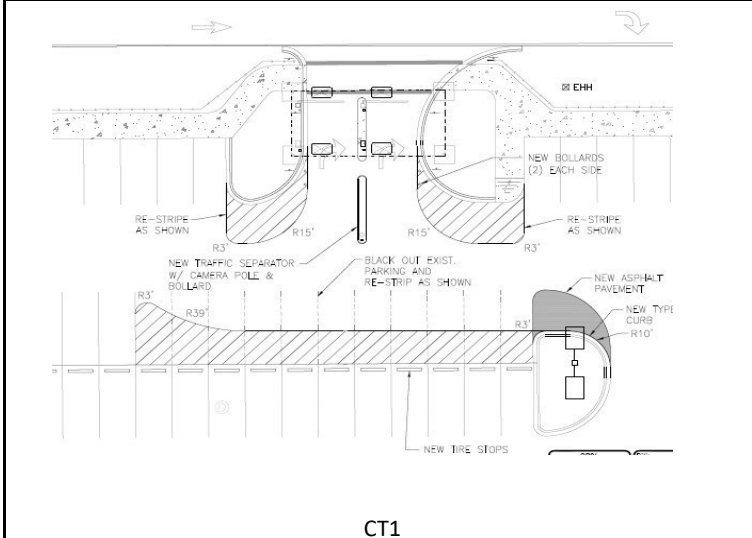 EHH
NEW BOLLARDS
(2) EACH SIDE
RE-STRIPE
AS SHOWN
R15'
R15'
RE-STRIPE
AS SHOWN
R3'
R3'
NEW TRAFFIC SEPARATOR
W/ CAMERA POLE &
BOLLARD
BLACK OUT EXIST.
PARKING AND
RE-STRIP AS SHOWN
NEW ASPHALT
PAVEMENT
R3'
R39'
R3'
NEW TYPE
CURB
R10'
NEW TIRE STOPS
CT1